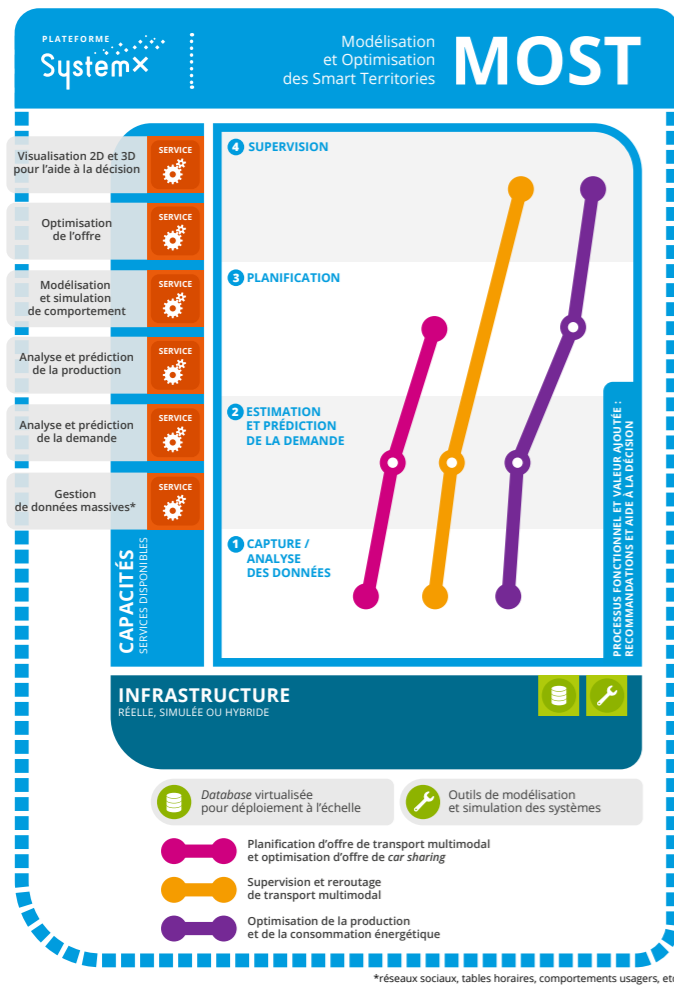 PLATEFORME
SystemX
Modélisation
et Optimisation
des Smart Territories
MOST
Visualisation 2D et 3D
pour l'aide à la décision
SERVICE
Optimisation
de l'offre
SERVICE
Modélisation
et simulation
de comportement
SERVICE
Analyse et prédiction
de la production
SERVICE
Analyse et prédiction
de la demande
SERVICE
Gestion
de données massives*
SERVICE
CAPACITÉS
SERVICES DISPONIBLES
4 SUPERVISION
3 PLANIFICATION
2 ESTIMATION
ET PRÉDICTION
DE LA DEMANDE
1 CAPTURE /
ANALYSE
DES DONNÉES
PROCESSUS FONCTIONNEL ET VALEUR AJOUTÉE :
RECOMMANDATIONS ET AIDE À LA DÉCISION
INFRASTRUCTURE
RÉELLE, SIMULÉE OU HYBRIDE
Database virtualisée
pour déploiement à l'échelle
Outils de modélisation
et simulation des systèmes
Planification d'offre de transport multimodal
et optimisation d'offre de car sharing
Supervision et reroutage
de transport multimodal
Optimisation de la production
et de la consommation énergétique
*réseaux sociaux, tables horaires, comportements usagers, etc